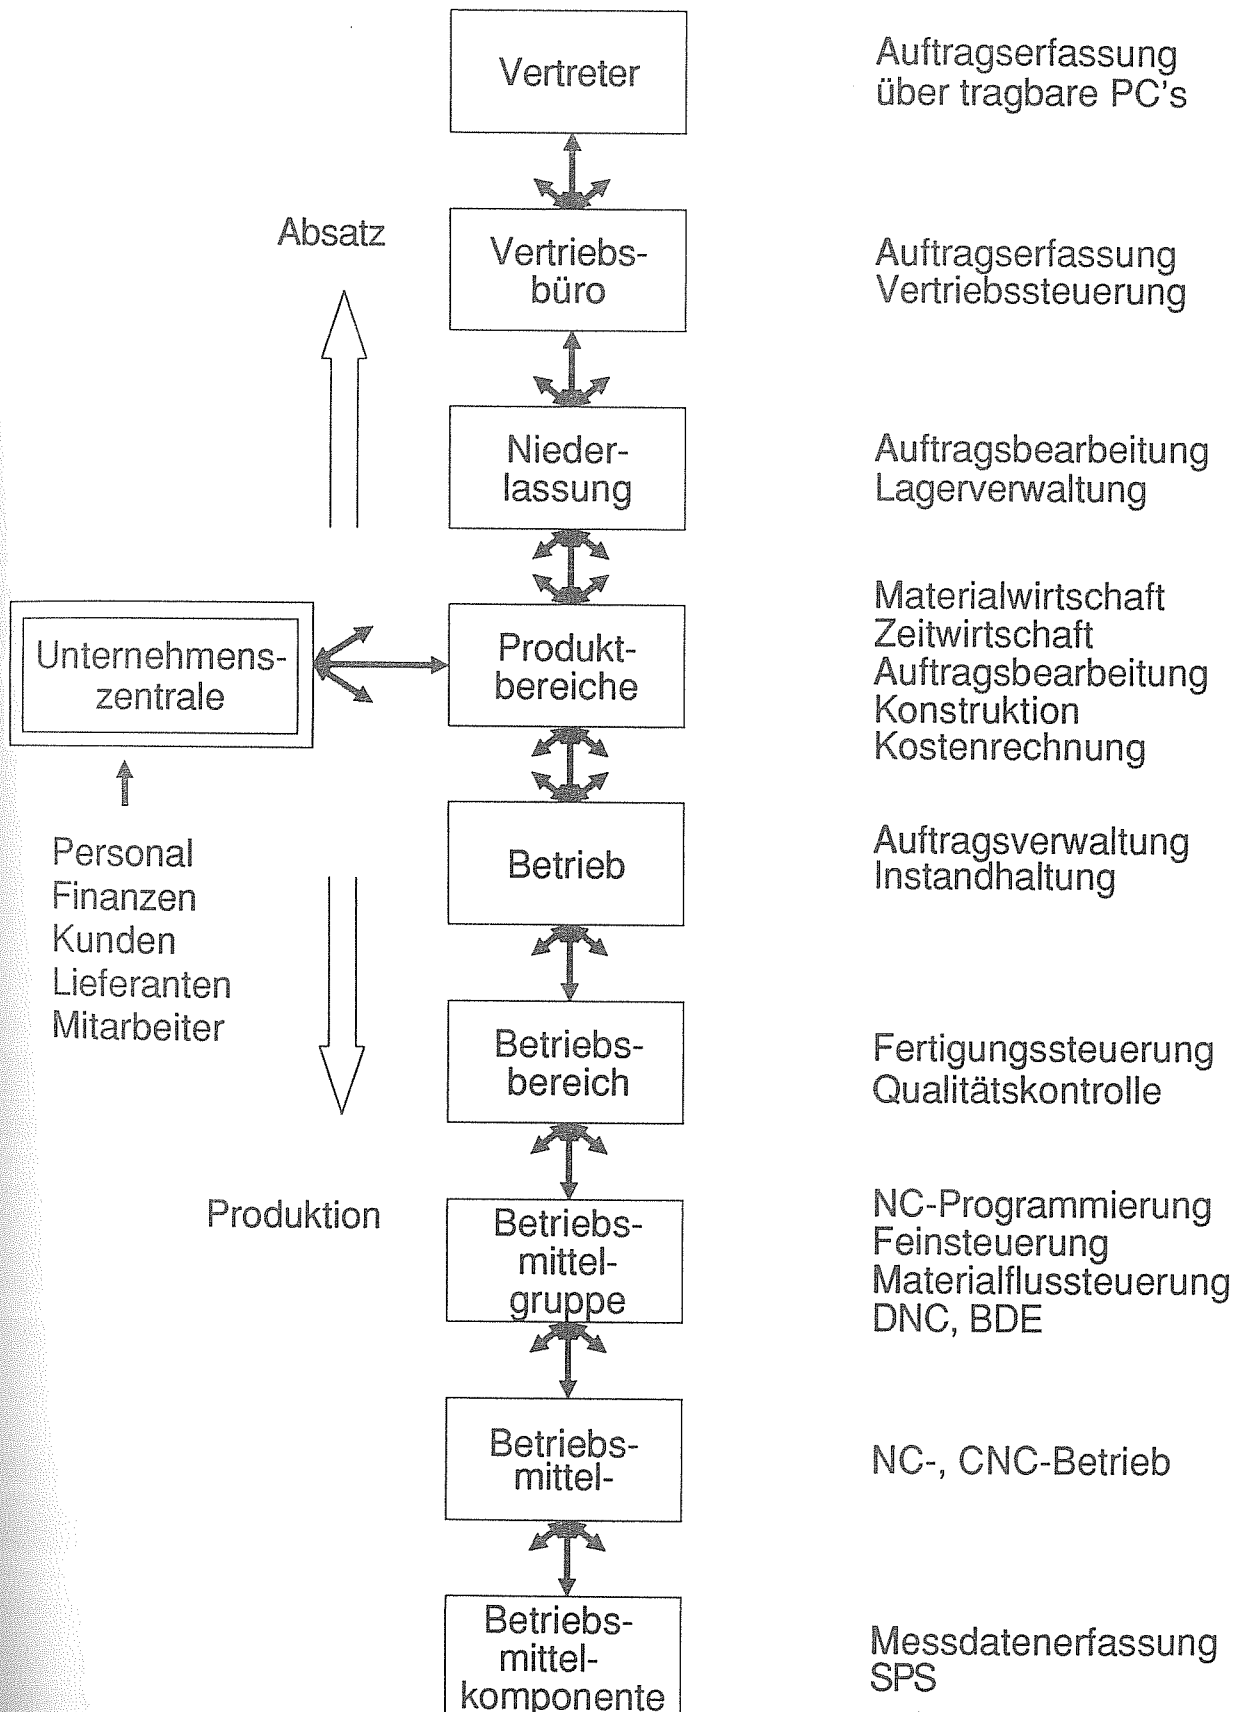 Vertreter
Auftragserfassung
über tragbare PC's
Absatz
Vertriebs-
büro
Auftragserfassung
Vertriebssteuerung
Nieder-
lassung
Auftragsbearbeitung
Lagerverwaltung
Unternehmens-
zentrale
Produkt-
bereiche
Materialwirtschaft
Zeitwirtschaft
Auftragsbearbeitung
Konstruktion
Kostenrechnung
Personal
Finanzen
Kunden
Lieferanten
Mitarbeiter
Betrieb
Auftragsverwaltung
Instandhaltung
Betriebs-
bereich
Fertigungssteuerung
Qualitätskontrolle
Produktion
Betriebs-
mittel-
gruppe
NC-Programmierung
Feinsteuerung
Materialflussteuerung
DNC, BDE
Betriebs-
mittel-
NC-, CNC-Betrieb
Betriebs-
mittel-
komponente
Messdatenerfassung
SPS